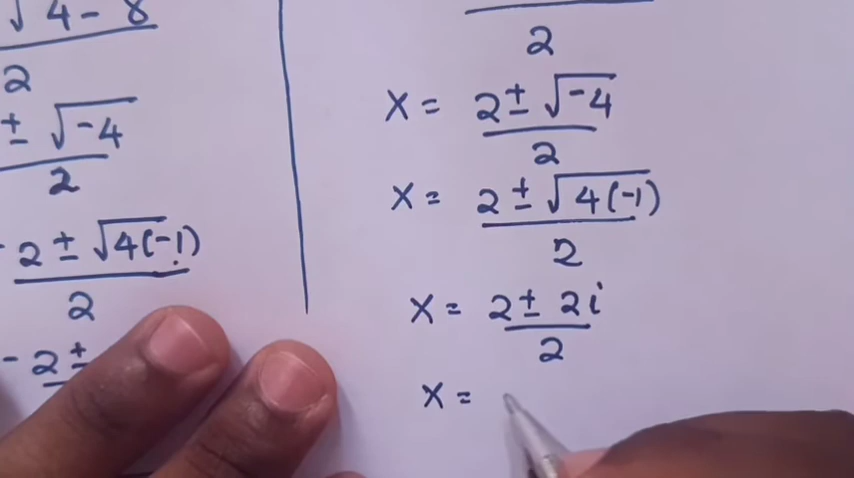 √4 - 8
2
± √-4
2
- 2 ± √4(-1)
2
- 2 ±
2
x = 2 ± √-4
2
x = 2 ± √4(-1)
2
x = 2 ± 2i
2
x =